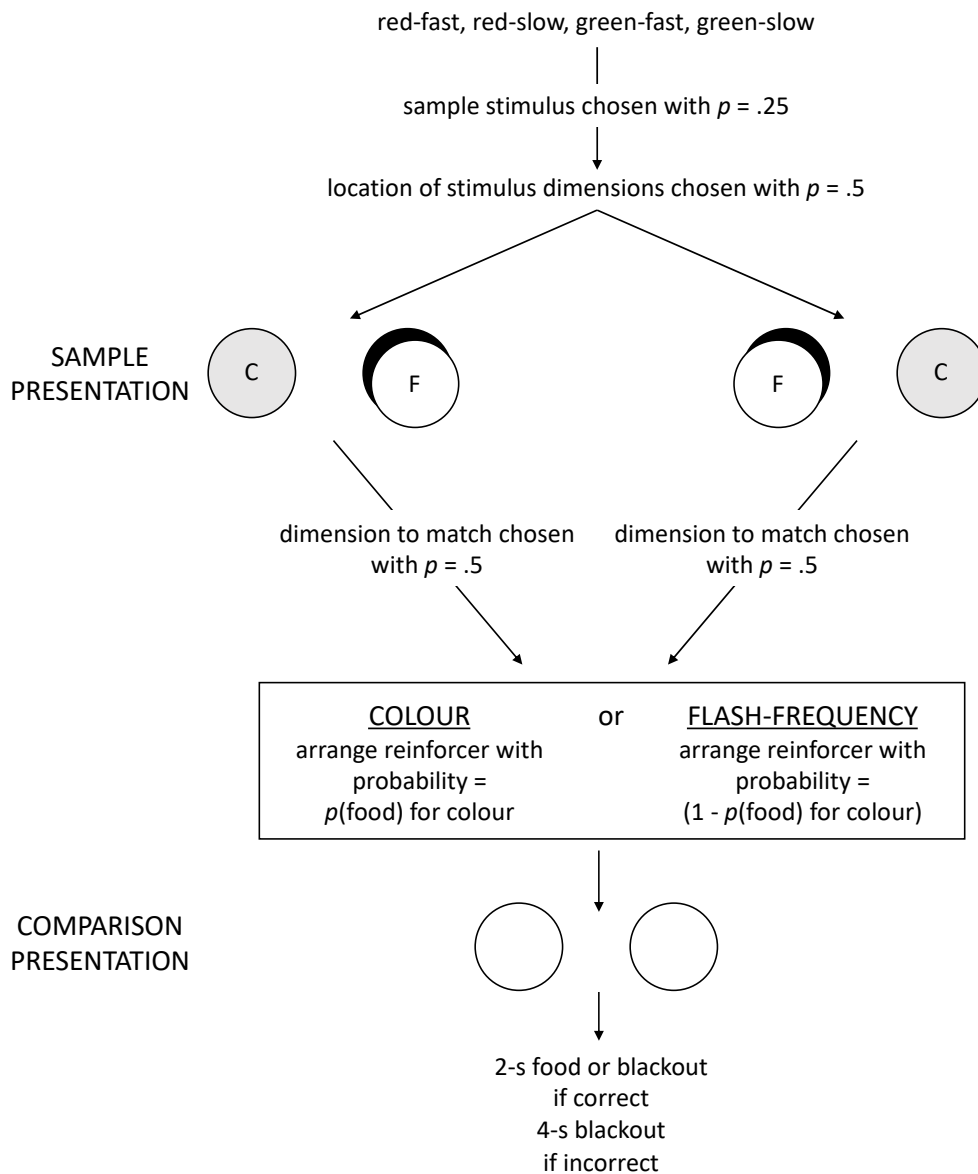 red-fast, red-slow, green-fast, green-slow
sample stimulus chosen with p = .25
location of stimulus dimensions chosen with p = .5
SAMPLE
PRESENTATION
C
F
F
C
dimension to match chosen
with p = .5
dimension to match chosen
with p = .5
COLOUR
arrange reinforcer with
probability =
p(food) for colour
or
FLASH-FREQUENCY
arrange reinforcer with
probability =
(1 - p(food) for colour)
COMPARISON
PRESENTATION
2-s food or blackout
if correct
4-s blackout
if incorrect